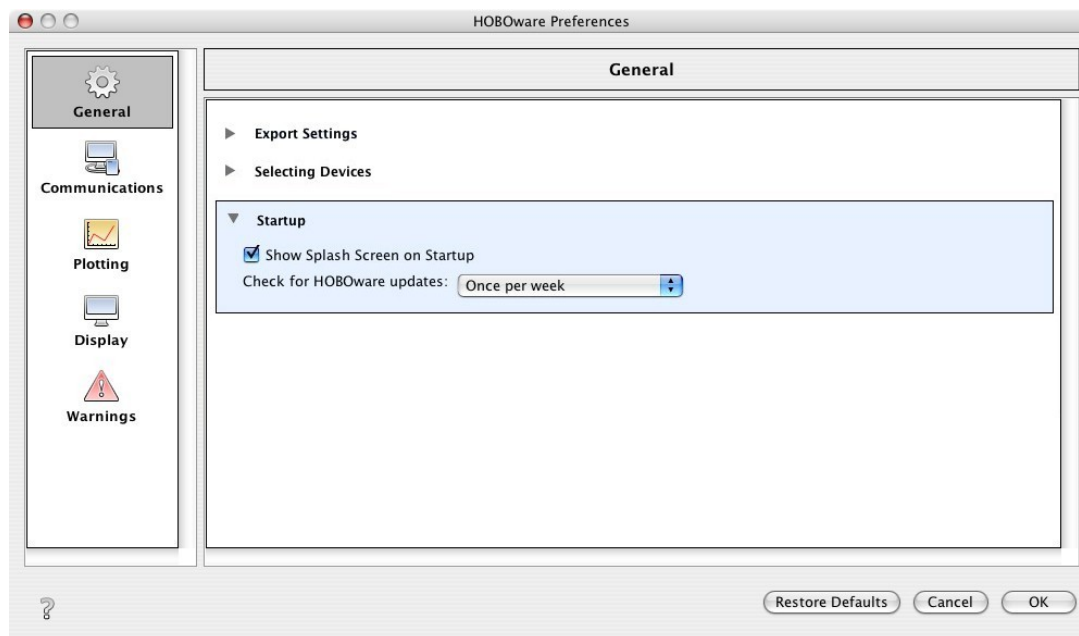 HOBOware Preferences
General
Communications
Plotting
Display
Warnings
General
Export Settings
Selecting Devices
Startup
Show Splash Screen on Startup
Check for HOBOware updates: Once per week
?
Restore Defaults Cancel OK